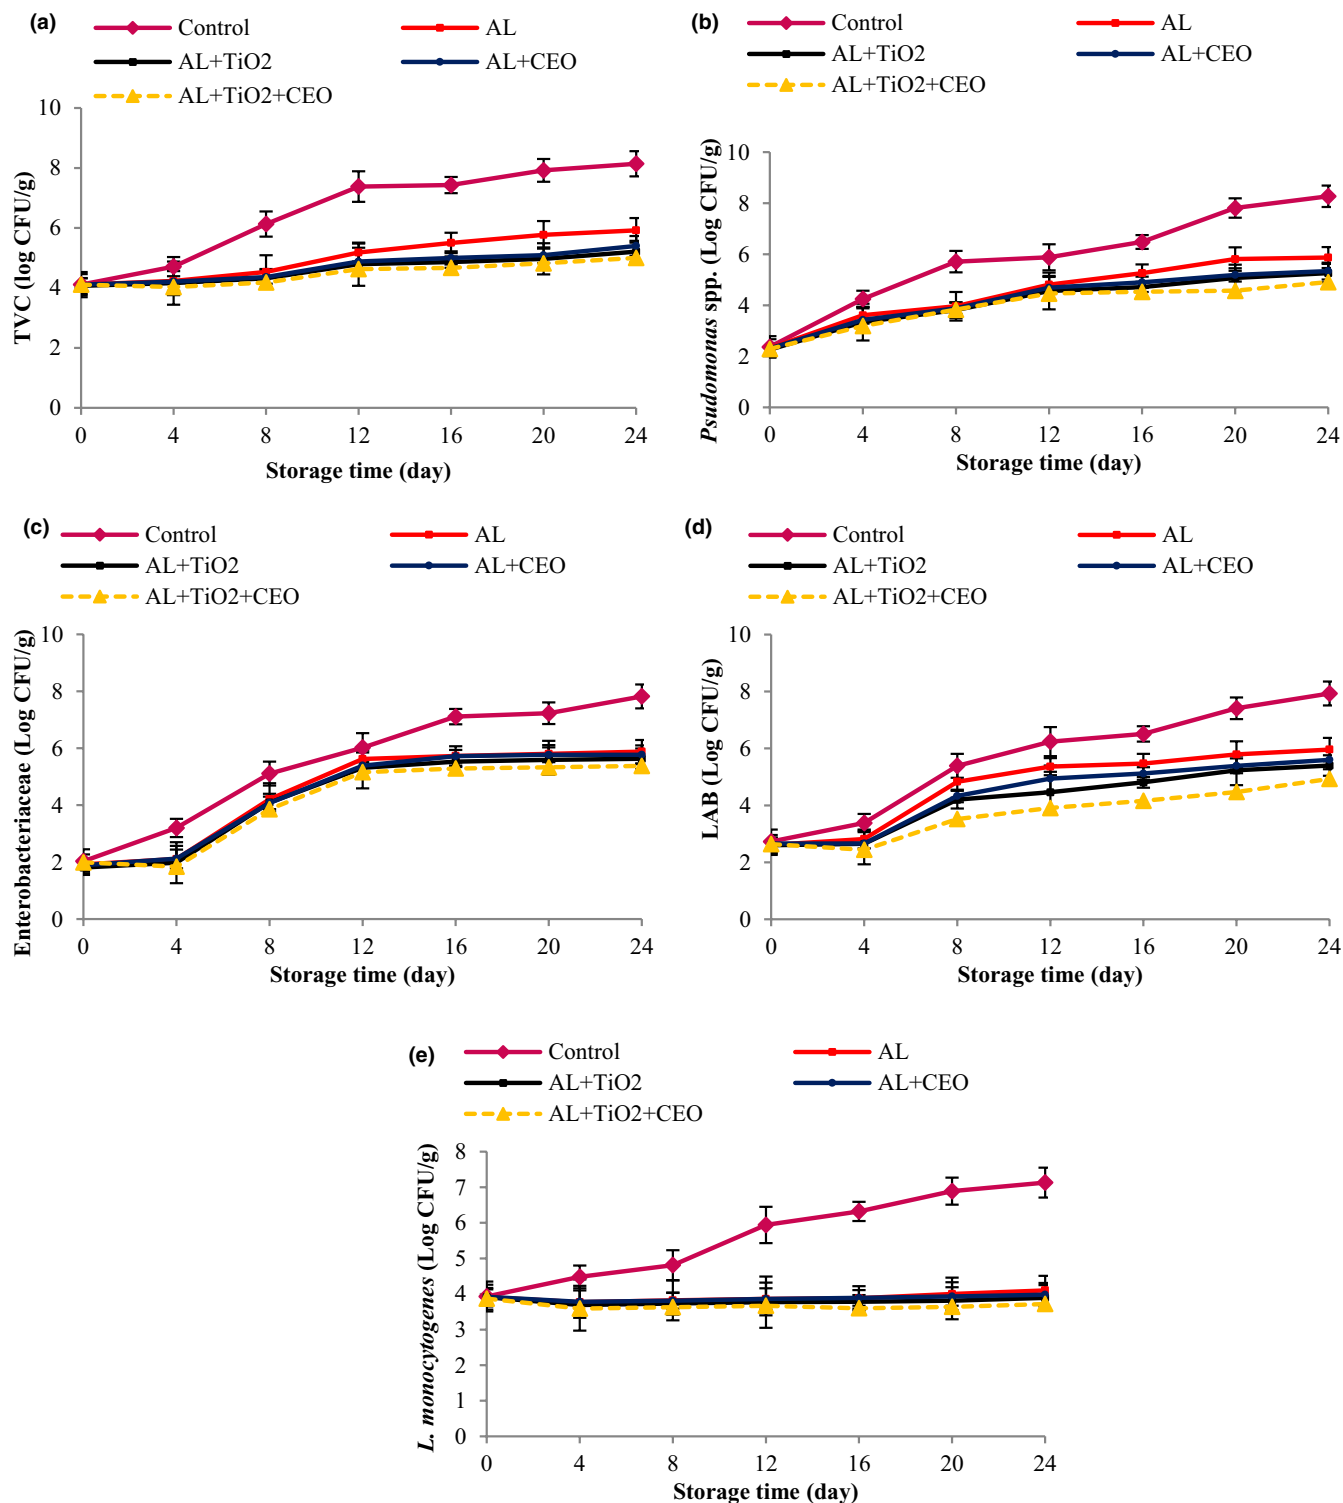 (a)
Control
AL
AL+TiO2
AL+CEO
AL+TiO2+CEO
TVC (log CFU/g)
10
8
6
4
2
0
0 4 8 12 16 20 24
Storage time (day)
(b)
Control
AL
AL+TiO2
AL+CEO
AL+TiO2+CEO
Psudomonas spp. (Log CFU/g)
10
8
6
4
2
0
0 4 8 12 16 20 24
Storage time (day)
(c)
Control
AL
AL+TiO2
AL+CEO
AL+TiO2+CEO
Enterobacteriaceae (Log CFU/g)
10
8
6
4
2
0
0 4 8 12 16 20 24
Storage time (day)
(d)
Control
AL
AL+TiO2
AL+CEO
AL+TiO2+CEO
LAB (Log CFU/g)
10
8
6
4
2
0
0 4 8 12 16 20 24
Storage time (day)
(e)
Control
AL
AL+TiO2
AL+CEO
AL+TiO2+CEO
L. monocytogenes (Log CFU/g)
8
7
6
5
4
3
2
1
0
0 4 8 12 16 20 24
Storage time (day)